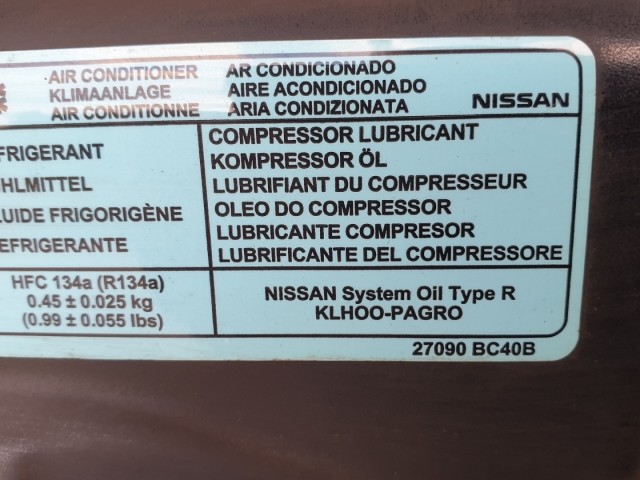 AIR CONDITIONER AR CONDICIONADO
KLIMAANLAGE AIRE ACONDICIONADO
AIR CONDITIONNE ARIA CONDIZIONATA NISSAN
EFRIGERANT
ÜHLMITTEL
LUIDE FRIGORIGÈNE
EFRIGERANTE
COMPRESSOR LUBRICANT
KOMPRESSOR ÖL
LUBRIFIANT DU COMPRESSEUR
OLEO DO COMPRESSOR
LUBRICANTE COMPRESOR
LUBRIFICANTE DEL COMPRESSORE
HFC 134a (R134a)
0.45 ± 0.025 kg
(0.99 ± 0.055 lbs)
NISSAN System Oil Type R
KLHOO-PAGRO
27090 BC40B